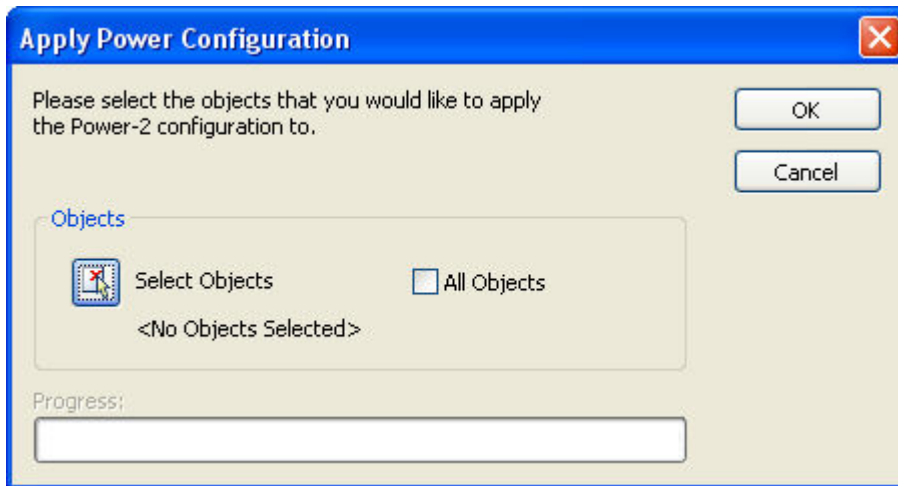 Apply Power Configuration
Please select the objects that you would like to apply
the Power-2 configuration to.
OK
Cancel
Objects
Select Objects
All Objects
<No Objects Selected>
Progress: